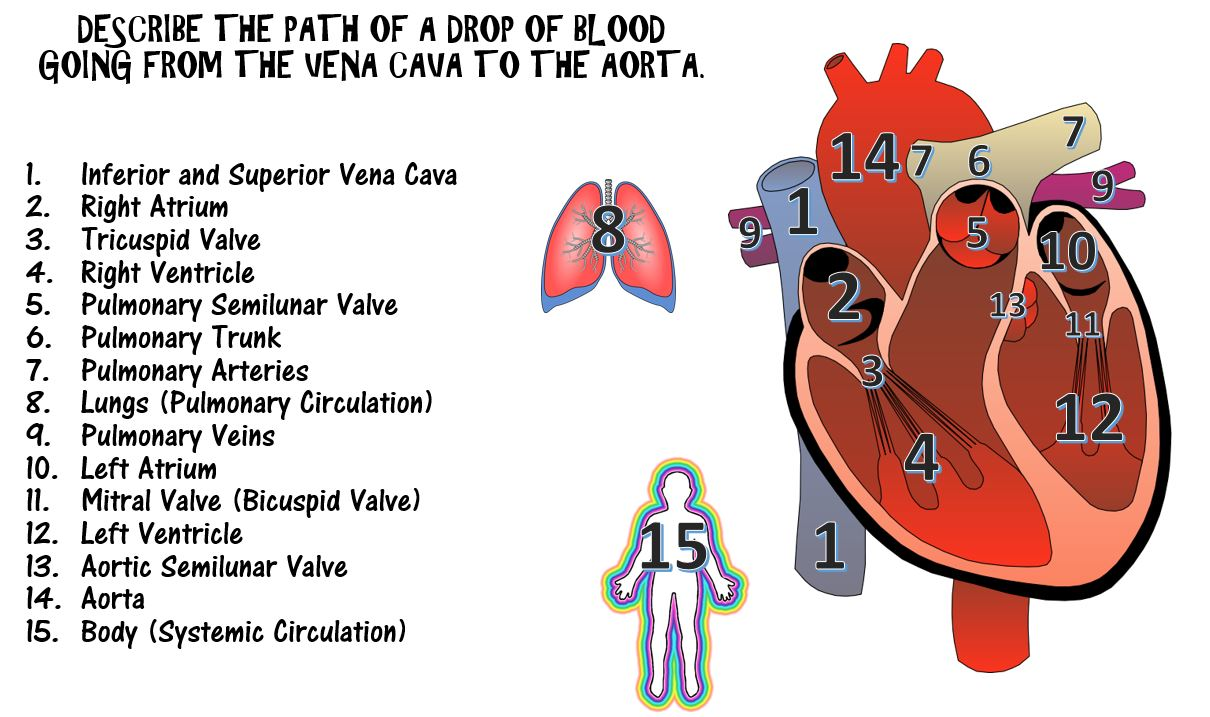 DESCRIBE THE PATH OF A DROP OF BLOOD
GOING FROM THE VENA CAVA TO THE AORTA.
1. Inferior and Superior Vena Cava
2. Right Atrium
3. Tricuspid Valve
4. Right Ventricle
5. Pulmonary Semilunar Valve
6. Pulmonary Trunk
7. Pulmonary Arteries
8. Lungs (Pulmonary Circulation)
9. Pulmonary Veins
10. Left Atrium
11. Mitral Valve (Bicuspid Valve)
12. Left Ventricle
13. Aortic Semilunar Valve
14. Aorta
15. Body (Systemic Circulation)
8
15
7
14
7
6
9
1
9
5
10
2
13
11
3
12
4
1